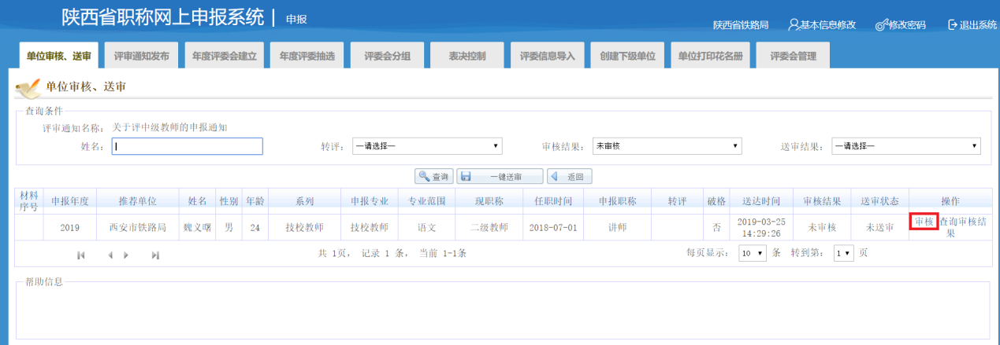 陕西省职称网上申报系统 | 申报
陕西省铁路局 基本信息修改 修改密码 退出系统
单位审核、送审 评审通知发布 年度评委会建立 年度评委抽选 评委会分组 表决控制 评委信息导入 创建下级单位 单位打印花名册 评委会管理
单位审核、送审
查询条件
评审通知名称: 关于评中级教师的申报通知
姓名: 转评: —请选择— 审核结果: 未审核 送审结果: —请选择—
查询 一键送审 返回
材料序号 申报年度 推荐单位 姓名 性别 年龄 系列 申报专业 专业范围 现职称 任职时间 申报职称 转评 破格 送达时间 审核结果 送审状态 操作
2019 西安市铁路局 魏义曙 男 24 技校教师 技校教师 语文 二级教师 2018-07-01 讲师 否 2019-03-25 14:29:26 未审核 未送审 审核 查询审核结果
共 1页, 记录 1 条, 当前 1-1条 每页显示: 10 条 转到第: 1 页
帮助信息